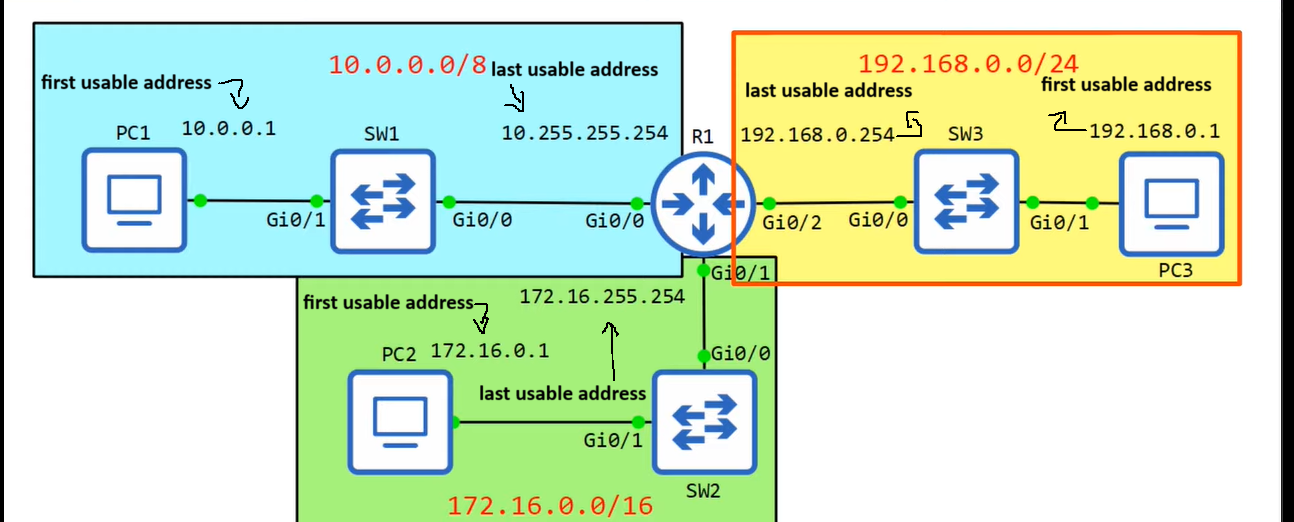 10.0.0.0/8
last usable address
first usable address
PC1
10.0.0.1
SW1
10.255.255.254
Gi0/1
Gi0/0
Gi0/0
R1
192.168.0.0/24
last usable address
first usable address
192.168.0.254
SW3
192.168.0.1
Gi0/2
Gi0/0
Gi0/1
PC3
Gi0/1
first usable address
172.16.255.254
PC2
172.16.0.1
Gi0/0
last usable address
Gi0/1
SW2
172.16.0.0/16